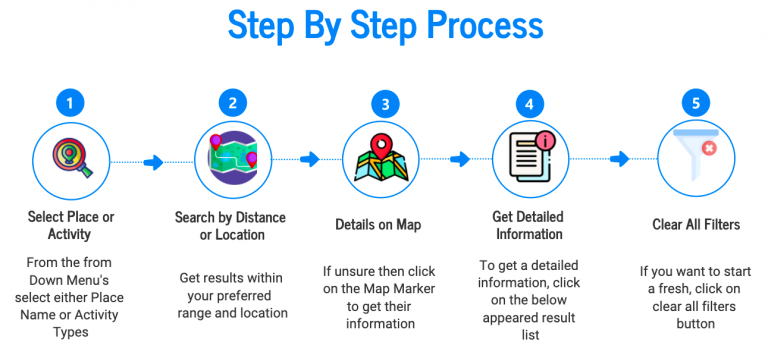 Step By Step Process
1
2
3
4
5
Select Place or
Activity
Search by Distance
or Location
Details on Map
Get Detailed
Information
Clear All Filters
From the from
Down Menu's
select either Place
Name or Activity
Types
Get results within
your preferred
range and location
If unsure then click
on the Map Marker
to get their
information
To get a detailed
information, click
on the below
appeared result
list
If you want to start
a fresh, click on
clear all filters
button